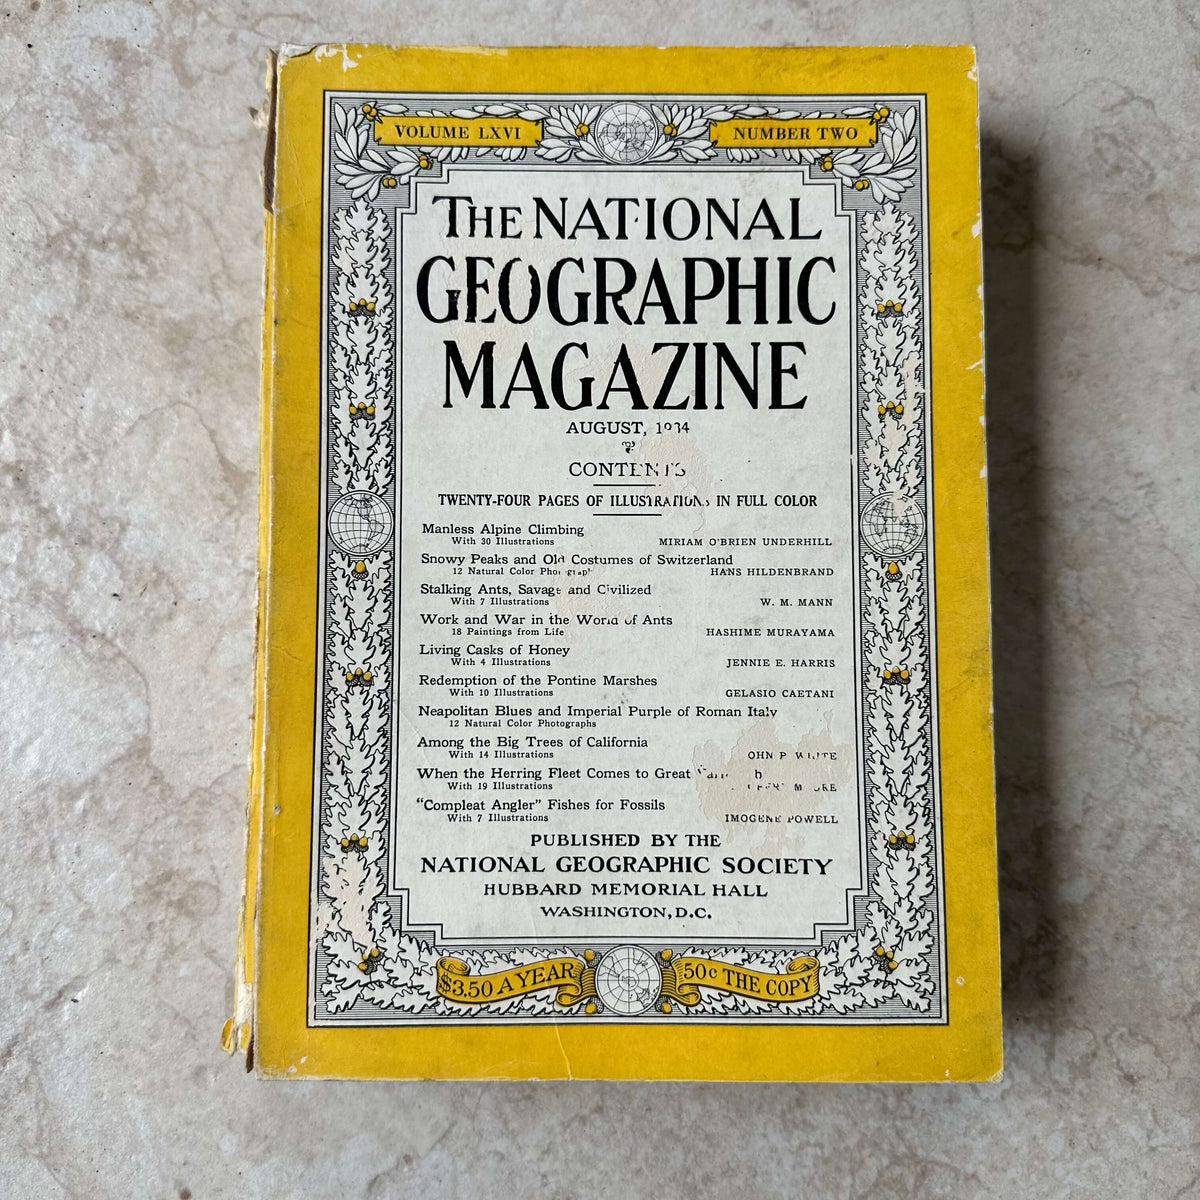 VOLUME LXVI
NUMBER TWO
THE NATIONAL
GEOGRAPHIC
MAGAZINE
AUGUST, 1934
CONTENTS
TWENTY-FOUR PAGES OF ILLUSTRATIONS IN FULL COLOR
Manless Alpine Climbing
With 30 Illustrations MIRIAM O'BRIEN UNDERHILL
Snowy Peaks and Old Costumes of Switzerland
12 Natural Color Photographs HANS HILDENBRAND
Stalking Ants, Savage and Civilized
With 7 Illustrations W. M. MANN
Work and War in the World of Ants
18 Paintings from Life HASHIME MURAYAMA
Living Casks of Honey
With 4 Illustrations JENNIE E. HARRIS
Redemption of the Pontine Marshes
With 10 Illustrations GELASIO CAETANI
Neapolitan Blues and Imperial Purple of Roman Italy
12 Natural Color Photographs
Among the Big Trees of California
With 14 Illustrations WHITE
When the Herring Fleet Comes to Great
With 19 Illustrations
"Compleat Angler" Fishes for Fossils
With 7 Illustrations IMOGENE POWELL
PUBLISHED BY THE
NATIONAL GEOGRAPHIC SOCIETY
HUBBARD MEMORIAL HALL
WASHINGTON, D.C.
$3.50 A YEAR
50c THE COPY